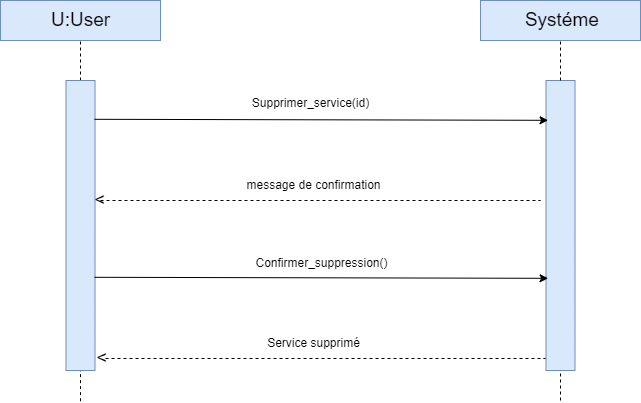 U:User
Systéme
Supprimer_service(id)
message de confirmation
Confirmer_suppression()
Service supprimé